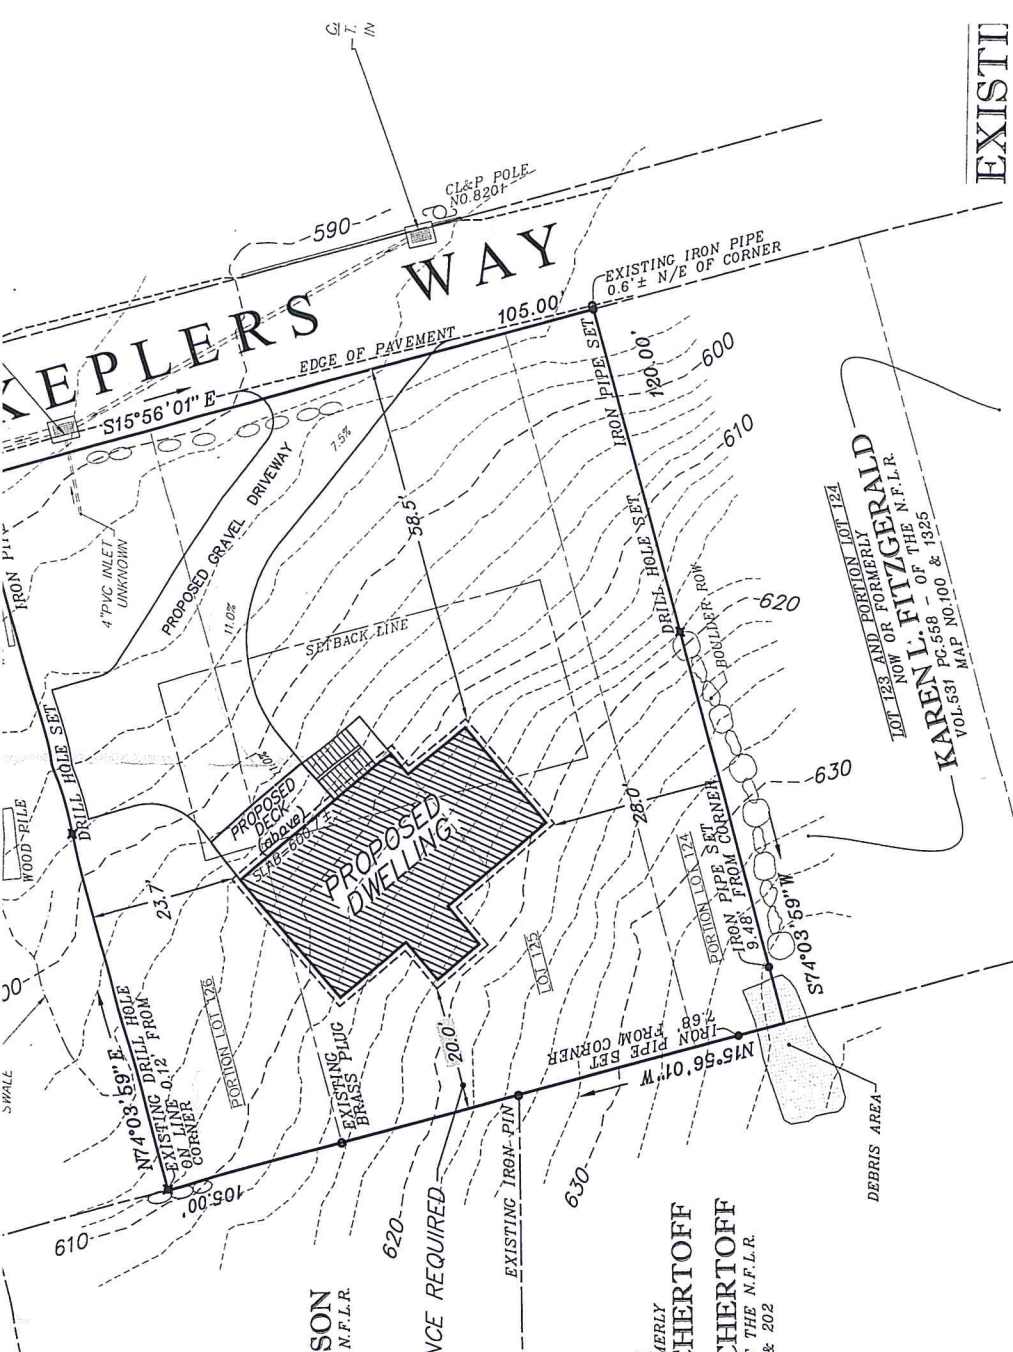 EXISTI
CL&P POLE
NO.8201
590
KEPLERS WAY
EXISTING IRON PIPE
0.6'± N/E OF CORNER
105.00'
EDGE OF PAVEMENT
S15°56'01" E
IRON PIPE SET
120.00'
600
610
7.5%
PROPOSED GRAVEL DRIVEWAY
58.5'
4"PVC INLET
UNKNOWN
11.0%
SETBACK LINE
DRILL HOLE SET
BOULDER ROW
620
LOT 123 AND PORTION LOT 124
NOW OR FORMERLY
KAREN L. FITZGERALD
VOL.531 PG.558 - OF THE N.F.L.R.
MAP NO.100 & 1325
DRILL HOLE SET
WOOD PILE
PROPOSED
DECK
(above)
PROPOSED
DWELLING
28.0'
630
23.7'
PORTION LOT 124
IRON PIPE SET
9.48' FROM CORNER
S74°03'59" W
LOT 125
PORTION LOT 126
SWALE
N74°03'59" E
EXISTING DRILL HOLE
ON LINE 0.12' FROM
CORNER
EXISTING
BRASS PLUG
20.0'
IRON PIPE SET
7.68' FROM CORNER
N15°56'01" W
105.00'
610
620
630
EXISTING IRON PIN
DEBRIS AREA
NCE REQUIRED
SON
N.F.L.R.
MERLY
CHERTOFF
CHERTOFF
THE N.F.L.R.
& 202